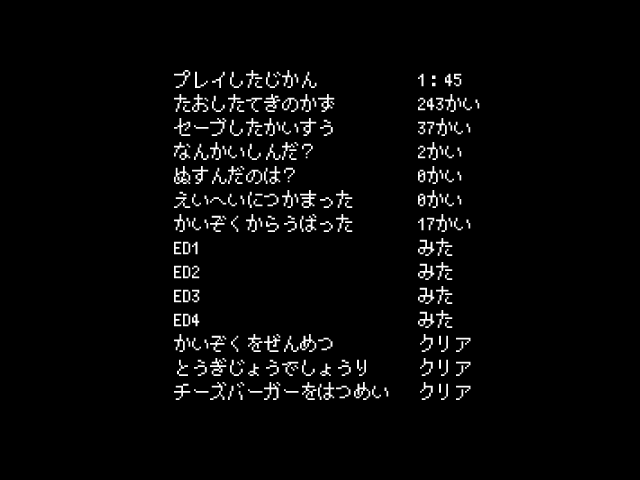 プレイしたじかん 1:45
たおしたてきのかず 243かい
セーブしたかいすう 37かい
なんかいしんだ? 2かい
ぬすんだのは? 0かい
えいへいにつかまった 0かい
かいぞくからうばった 17かい
ED1 みた
ED2 みた
ED3 みた
ED4 みた
かいぞくをぜんめつ クリア
とうぎじょうでしょうり クリア
チーズバーガーをはつめい クリア